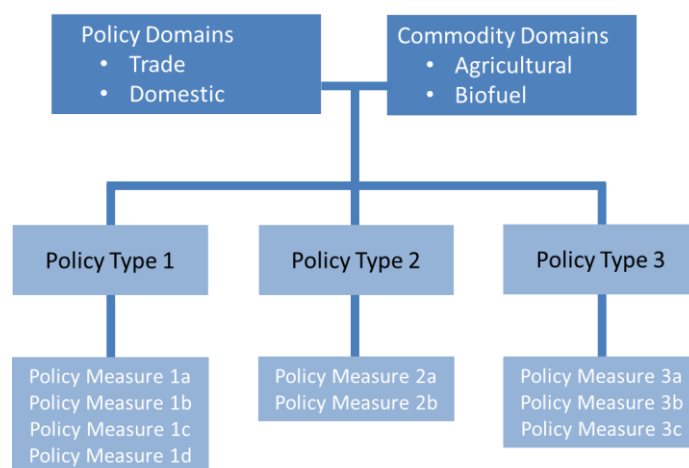 Policy Domains
• Trade
• Domestic
Commodity Domains
• Agricultural
• Biofuel
Policy Type 1
Policy Type 2
Policy Type 3
Policy Measure 1a
Policy Measure 1b
Policy Measure 1c
Policy Measure 1d
Policy Measure 2a
Policy Measure 2b
Policy Measure 3a
Policy Measure 3b
Policy Measure 3c